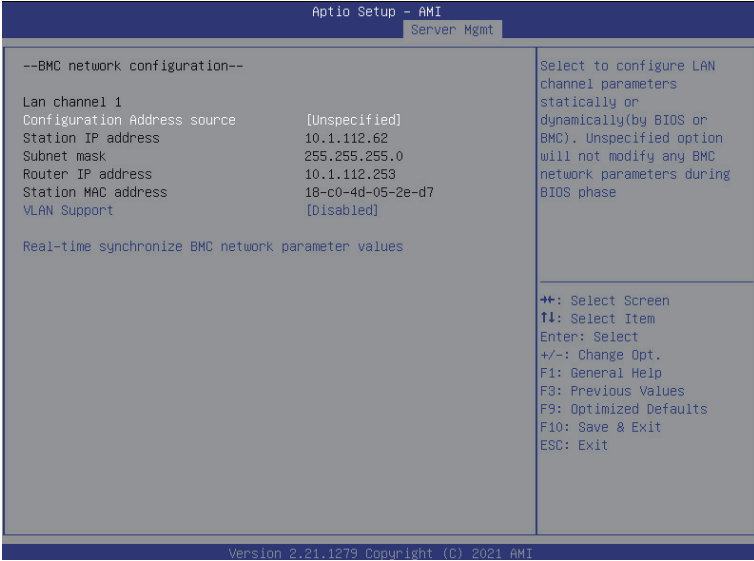 Aptio Setup – AMI
Server Mgmt
--BMC network configuration--
Lan channel 1
Configuration Address source [Unspecified]
Station IP address 10.1.112.62
Subnet mask 255.255.255.0
Router IP address 10.1.112.253
Station MAC address 18-c0-4d-05-2e-d7
VLAN Support [Disabled]
Real-time synchronize BMC network parameter values
Select to configure LAN
channel parameters
statically or
dynamically(by BIOS or
BMC). Unspecified option
will not modify any BMC
network parameters during
BIOS phase
→←: Select Screen
↑↓: Select Item
Enter: Select
+/-: Change Opt.
F1: General Help
F3: Previous Values
F9: Optimized Defaults
F10: Save & Exit
ESC: Exit
Version 2.21.1279 Copyright (C) 2021 AMI